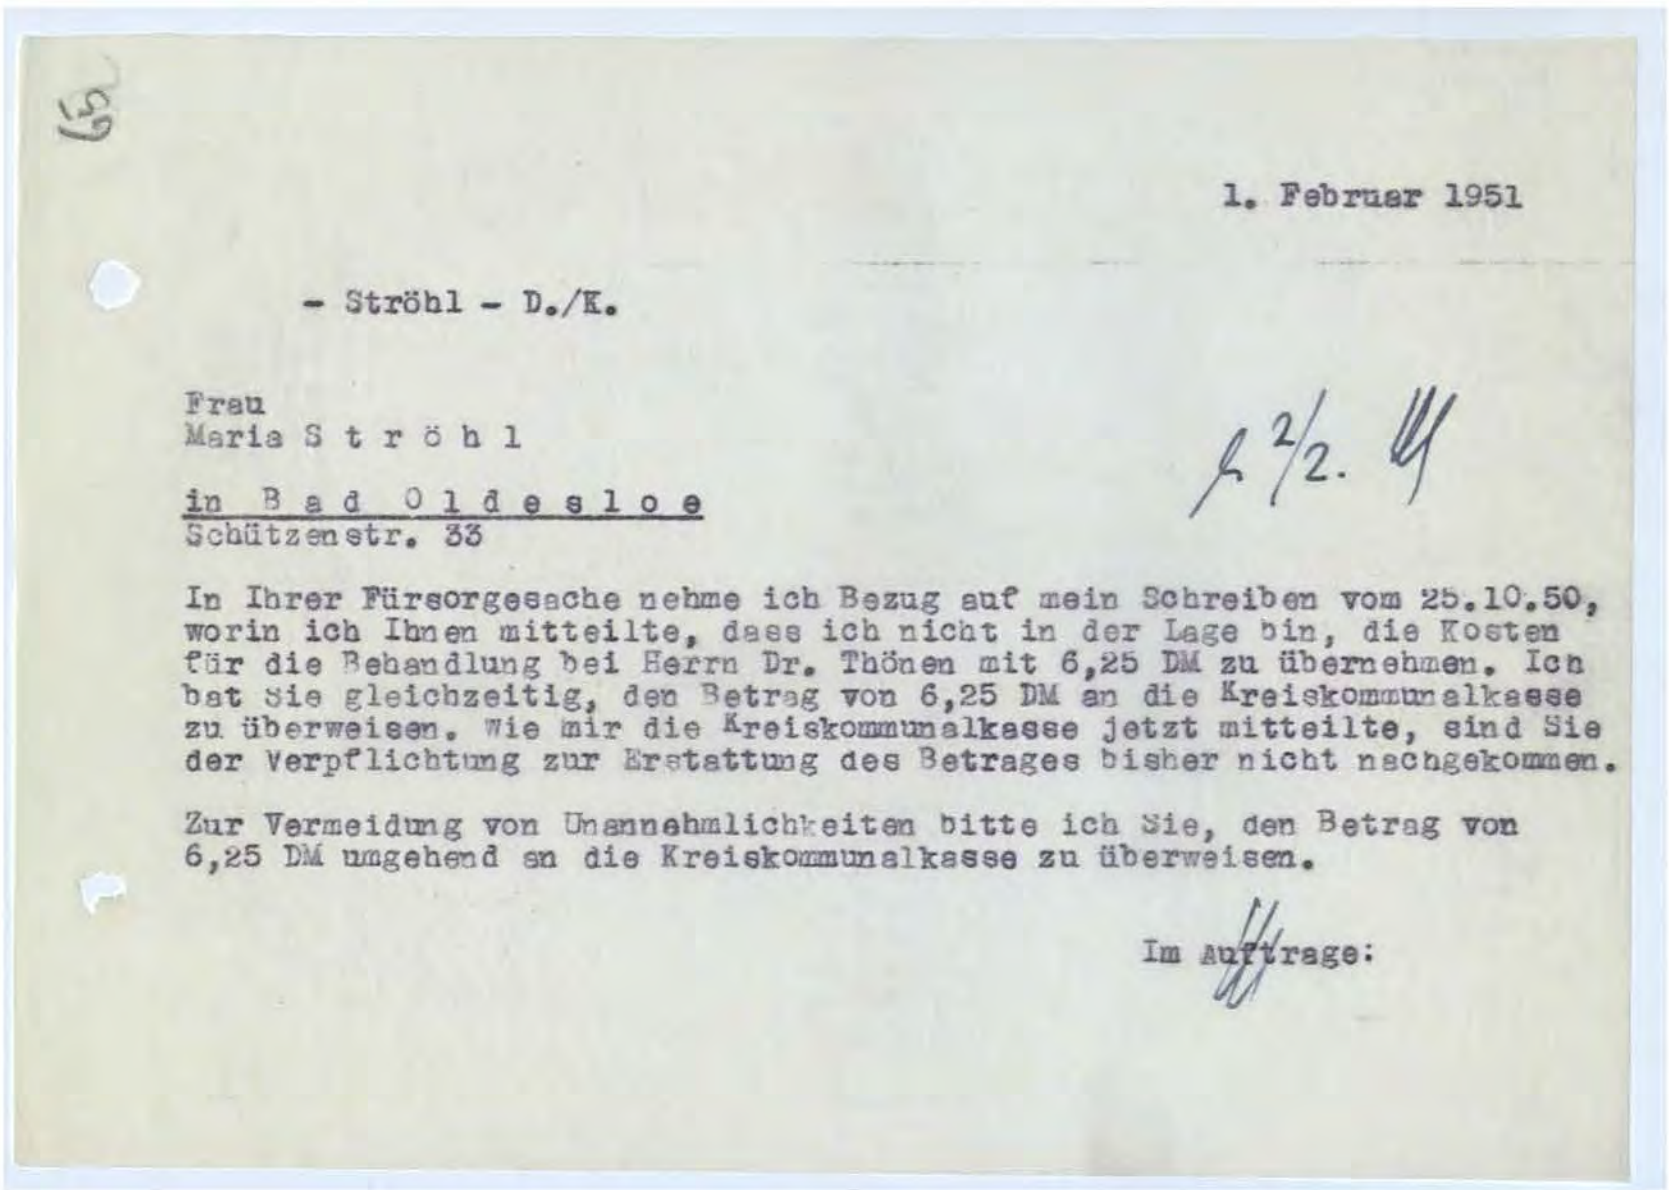 1. Februar 1951
- Ströhl - D./K.
Frau
Maria S t r ö h l
in B a d O l d e s l o e
Schützenstr. 33
2/2.
In Ihrer Fürsorgesache nehme ich Bezug auf mein Schreiben vom 25.10.50,
worin ich Ihnen mitteilte, dass ich nicht in der Lage bin, die Kosten
für die Behandlung bei Herrn Dr. Thönen mit 6,25 DM zu übernehmen. Ich
bat Sie gleichzeitig, den Betrag von 6,25 DM an die Kreiskommunalkasse
zu überweisen. Wie mir die Kreiskommunalkasse jetzt mitteilte, sind Sie
der Verpflichtung zur Erstattung des Betrages bisher nicht nachgekommen.
Zur Vermeidung von Unannehmlichkeiten bitte ich Sie, den Betrag von
6,25 DM umgehend an die Kreiskommunalkasse zu überweisen.
Im Auftrage: